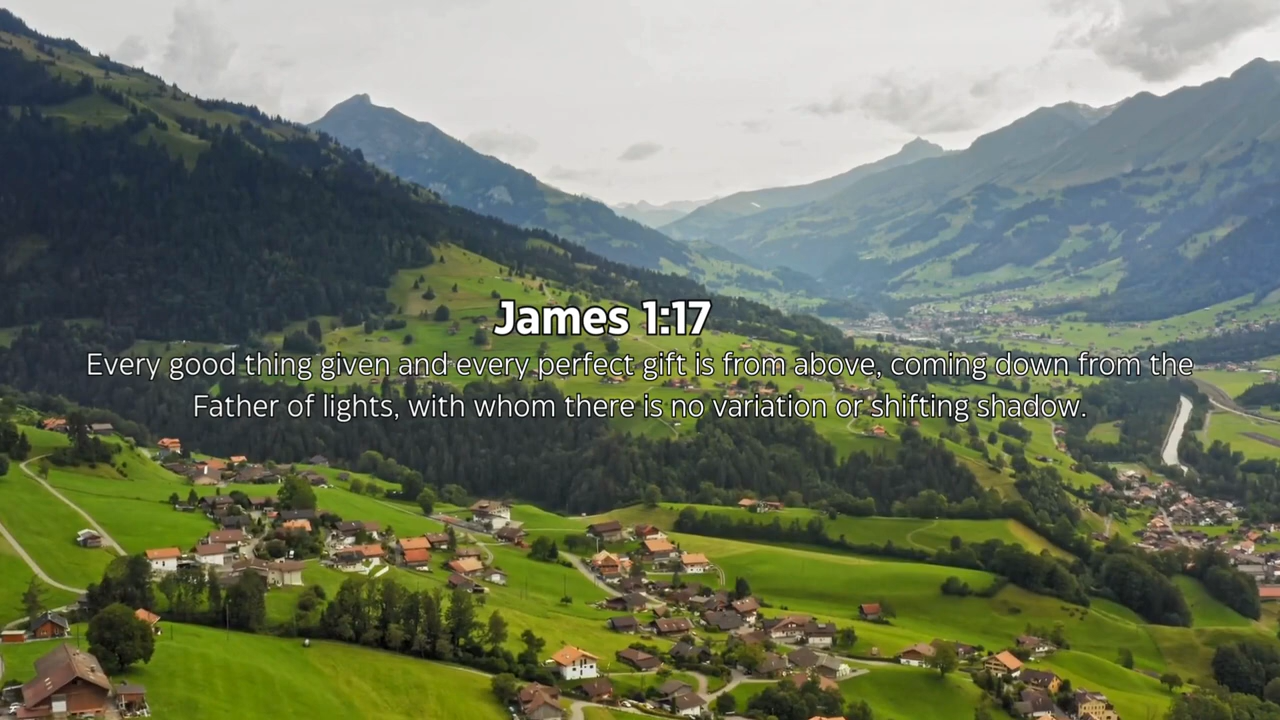 James 1:17
Every good thing given and every perfect gift is from above, coming down from the
Father of lights, with whom there is no variation or shifting shadow.